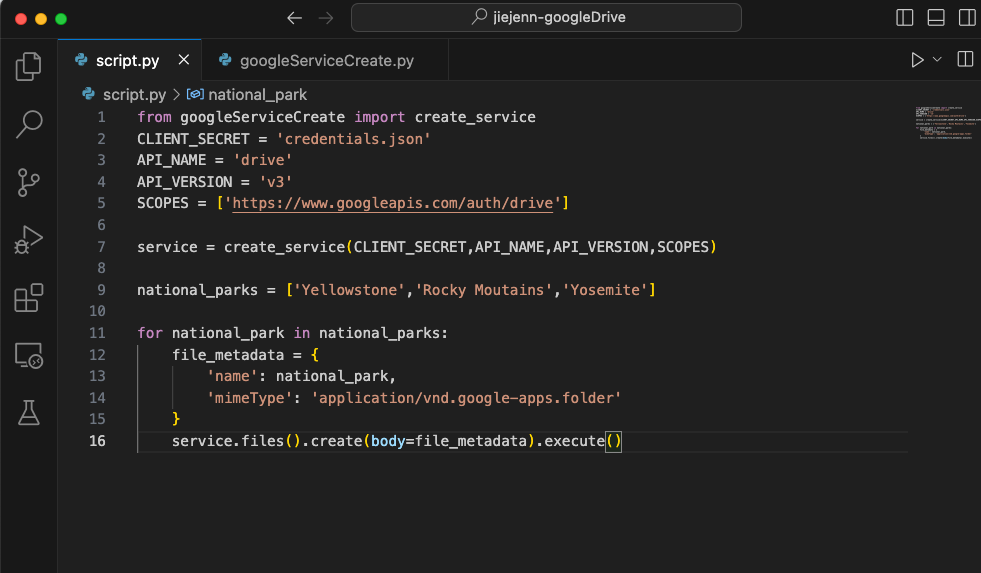 jiejenn-googleDrive
script.py
googleServiceCreate.py
script.py > national_park
1 from googleServiceCreate import create_service
2 CLIENT_SECRET = 'credentials.json'
3 API_NAME = 'drive'
4 API_VERSION = 'v3'
5 SCOPES = ['https://www.googleapis.com/auth/drive']
6
7 service = create_service(CLIENT_SECRET,API_NAME,API_VERSION,SCOPES)
8
9 national_parks = ['Yellowstone','Rocky Moutains','Yosemite']
10
11 for national_park in national_parks:
12     file_metadata = {
13         'name': national_park,
14         'mimeType': 'application/vnd.google-apps.folder'
15     }
16     service.files().create(body=file_metadata).execute()